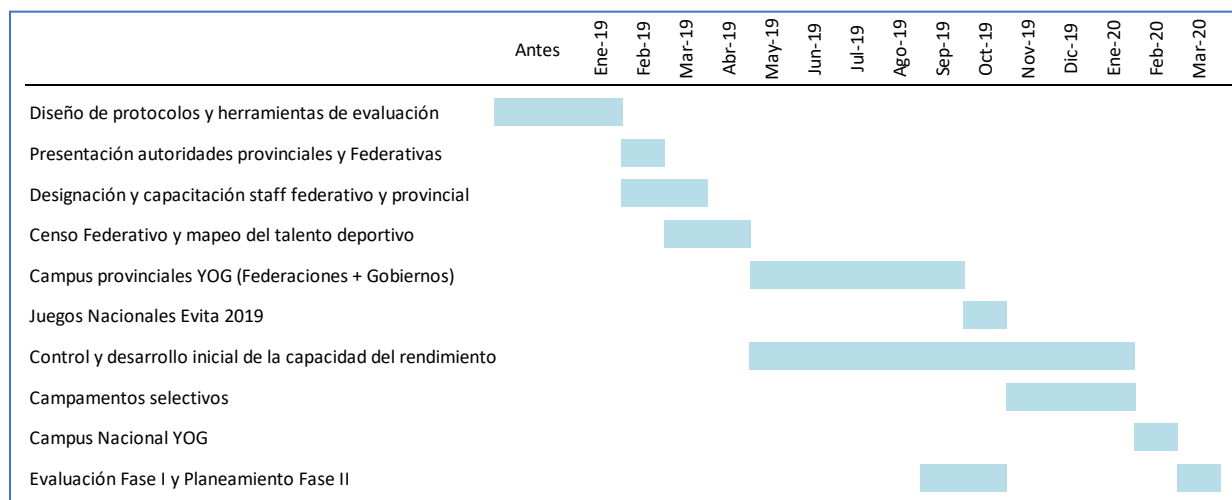 Antes
Ene-19
Feb-19
Mar-19
Abr-19
May-19
Jun-19
Jul-19
Ago-19
Sep-19
Oct-19
Nov-19
Dic-19
Ene-20
Feb-20
Mar-20
Diseño de protocolos y herramientas de evaluación
Presentación autoridades provinciales y Federativas
Designación y capacitación staff federativo y provincial
Censo Federativo y mapeo del talento deportivo
Campus provinciales YOG (Federaciones + Gobiernos)
Juegos Nacionales Evita 2019
Control y desarrollo inicial de la capacidad del rendimiento
Campamentos selectivos
Campus Nacional YOG
Evaluación Fase I y Planeamiento Fase II